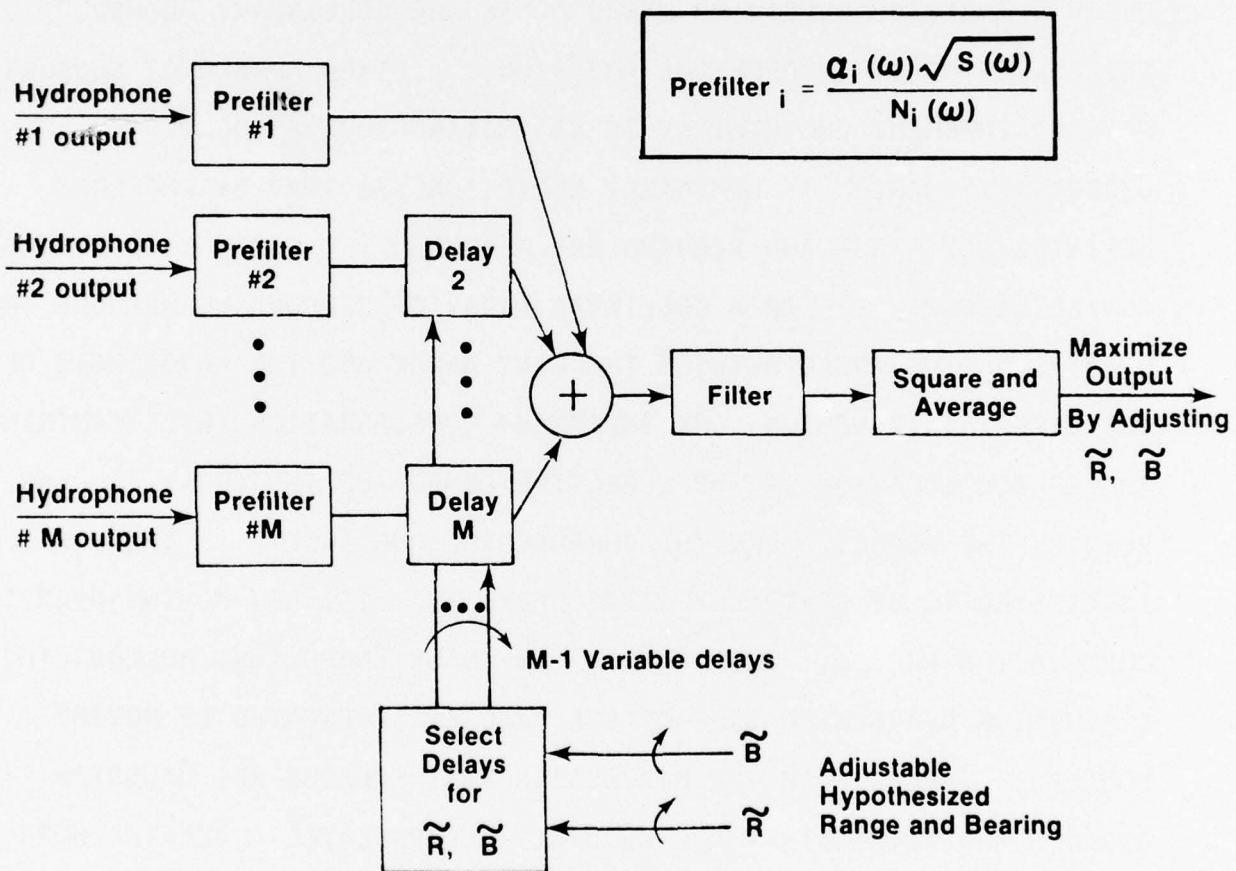 Prefilter i = αi (ω) √S (ω) / Ni (ω)
Hydrophone
#1 output
Prefilter
#1
Hydrophone
#2 output
Prefilter
#2
Delay
2
Hydrophone
# M output
Prefilter
#M
Delay
M
+
Filter
Square and
Average
Maximize
Output
By Adjusting
R̃, B̃
M-1 Variable delays
Select
Delays
for
R̃, B̃
B̃
R̃
Adjustable
Hypothesized
Range and Bearing